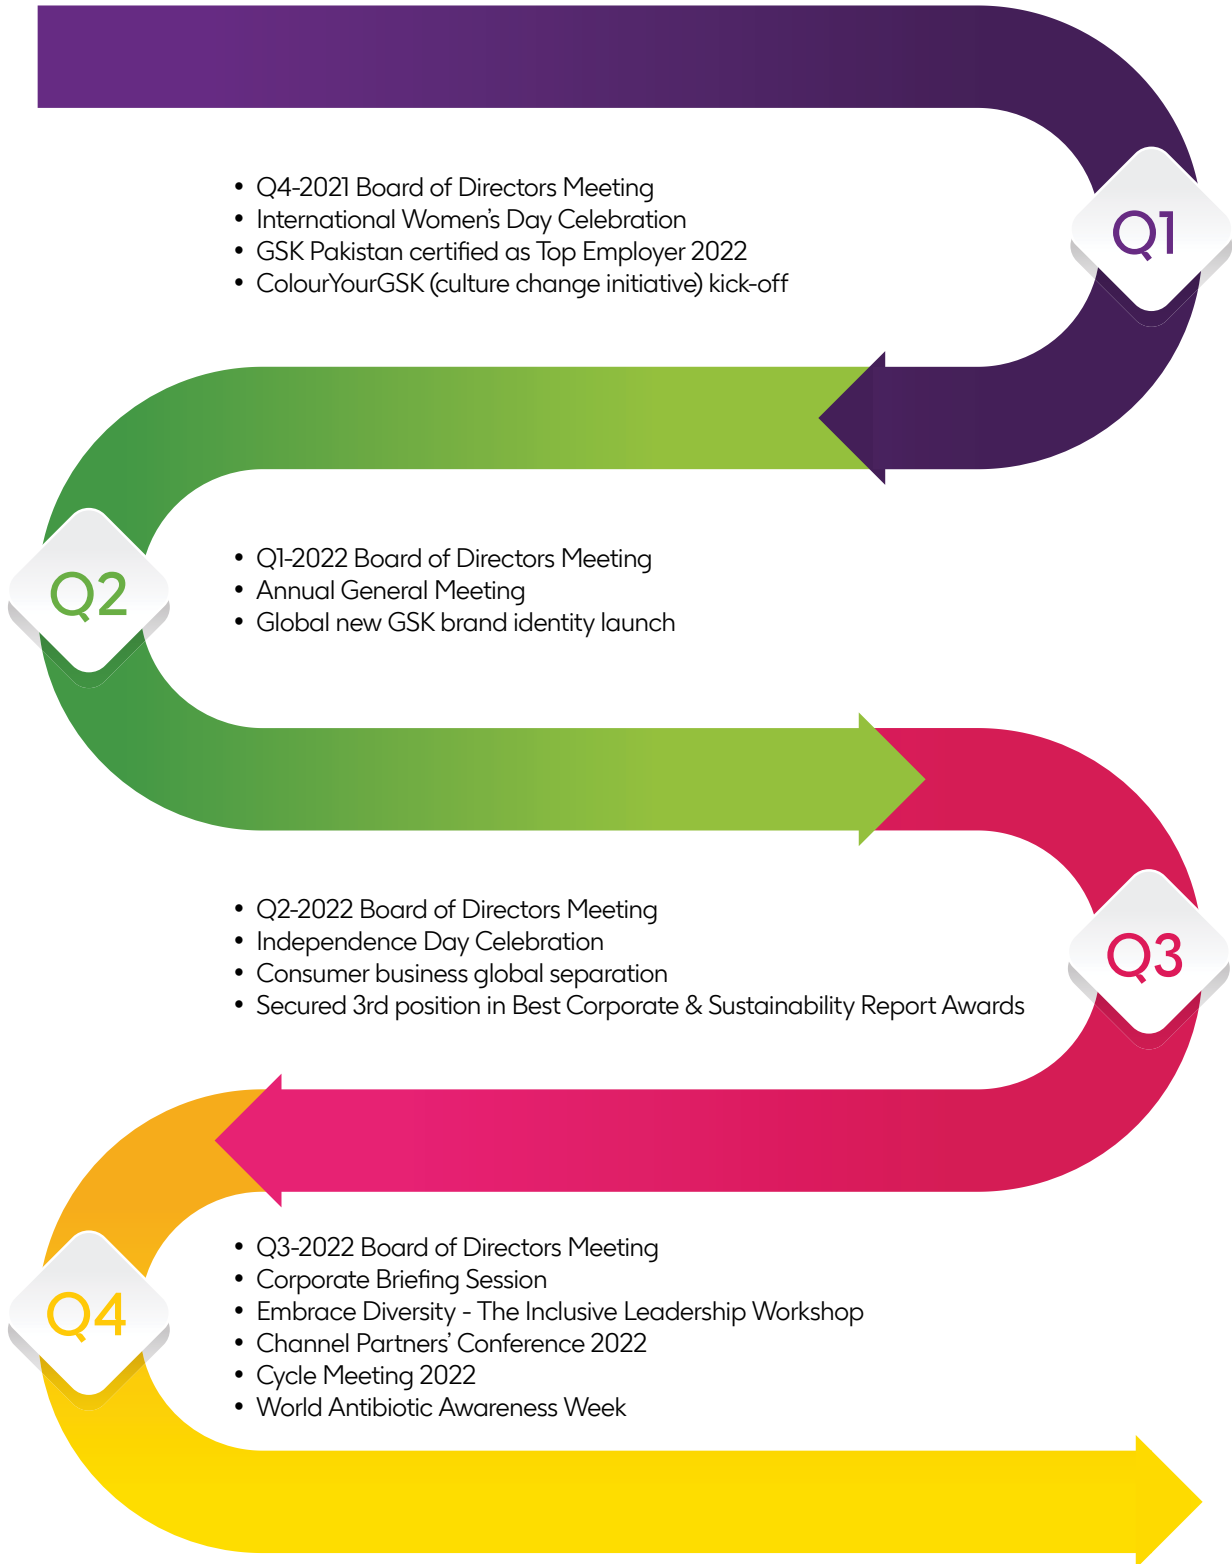 • Q4-2021 Board of Directors Meeting
• International Women's Day Celebration
• GSK Pakistan certified as Top Employer 2022
• ColourYourGSK (culture change initiative) kick-off
Q1
• Q1-2022 Board of Directors Meeting
• Annual General Meeting
• Global new GSK brand identity launch
Q2
• Q2-2022 Board of Directors Meeting
• Independence Day Celebration
• Consumer business global separation
• Secured 3rd position in Best Corporate & Sustainability Report Awards
Q3
• Q3-2022 Board of Directors Meeting
• Corporate Briefing Session
• Embrace Diversity - The Inclusive Leadership Workshop
• Channel Partners' Conference 2022
• Cycle Meeting 2022
• World Antibiotic Awareness Week
Q4